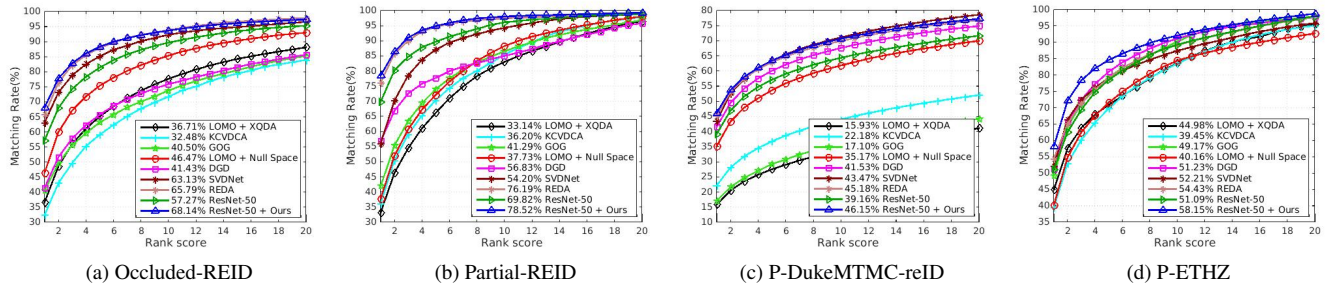 100
95
90
85
80
75
70
65
60
55
50
45
40
35
30
Matching Rate(%)
36.71% LOMO + XQDA
32.48% KCVDCA
40.50% GOG
46.47% LOMO + Null Space
41.43% DGD
63.13% SVDNet
65.79% REDA
57.27% ResNet-50
68.14% ResNet-50 + Ours
2 4 6 8 10 12 14 16 18 20
Rank score
(a) Occluded-REID
100
95
90
85
80
75
70
65
60
55
50
45
40
35
30
Matching Rate(%)
33.14% LOMO + XQDA
36.20% KCVDCA
41.29% GOG
37.73% LOMO + Null Space
56.83% DGD
54.20% SVDNet
76.19% REDA
69.82% ResNet-50
78.52% ResNet-50 + Ours
2 4 6 8 10 12 14 16 18 20
Rank score
(b) Partial-REID
80
75
70
65
60
55
50
45
40
35
30
25
20
15
10
Matching Rate(%)
15.93% LOMO + XQDA
22.18% KCVDCA
17.10% GOG
35.17% LOMO + Null Space
41.53% DGD
43.47% SVDNet
45.18% REDA
39.16% ResNet-50
46.15% ResNet-50 + Ours
2 4 6 8 10 12 14 16 18 20
Rank score
(c) P-DukeMTMC-reID
100
95
90
85
80
75
70
65
60
55
50
45
40
35
Matching Rate(%)
44.98% LOMO + XQDA
39.45% KCVDCA
49.17% GOG
40.16% LOMO + Null Space
51.23% DGD
52.21% SVDNet
54.43% REDA
51.09% ResNet-50
58.15% ResNet-50 + Ours
2 4 6 8 10 12 14 16 18 20
Rank score
(d) P-ETHZ